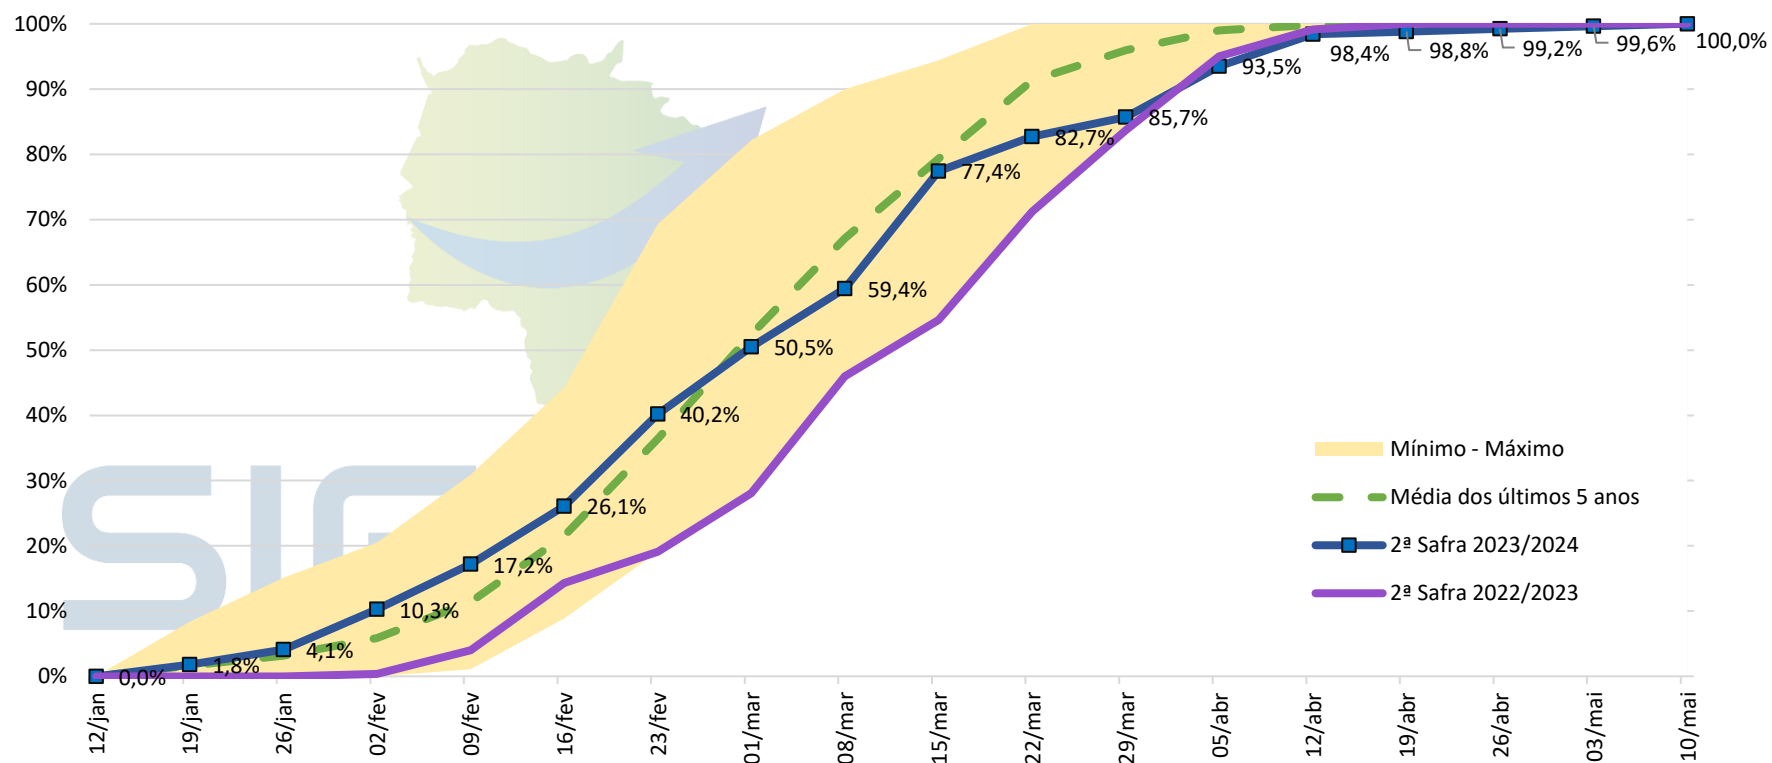 100%
90%
80%
70%
60%
50%
40%
30%
20%
10%
0%
0,0%
1,8%
4,1%
10,3%
17,2%
26,1%
40,2%
50,5%
59,4%
77,4%
82,7%
85,7%
93,5%
98,4%
98,8%
99,2%
99,6%
100,0%
Mínimo - Máximo
Média dos últimos 5 anos
2ª Safra 2023/2024
2ª Safra 2022/2023
12/jan
19/jan
26/jan
02/fev
09/fev
16/fev
23/fev
01/mar
08/mar
15/mar
22/mar
29/mar
05/abr
12/abr
19/abr
26/abr
03/mai
10/mai